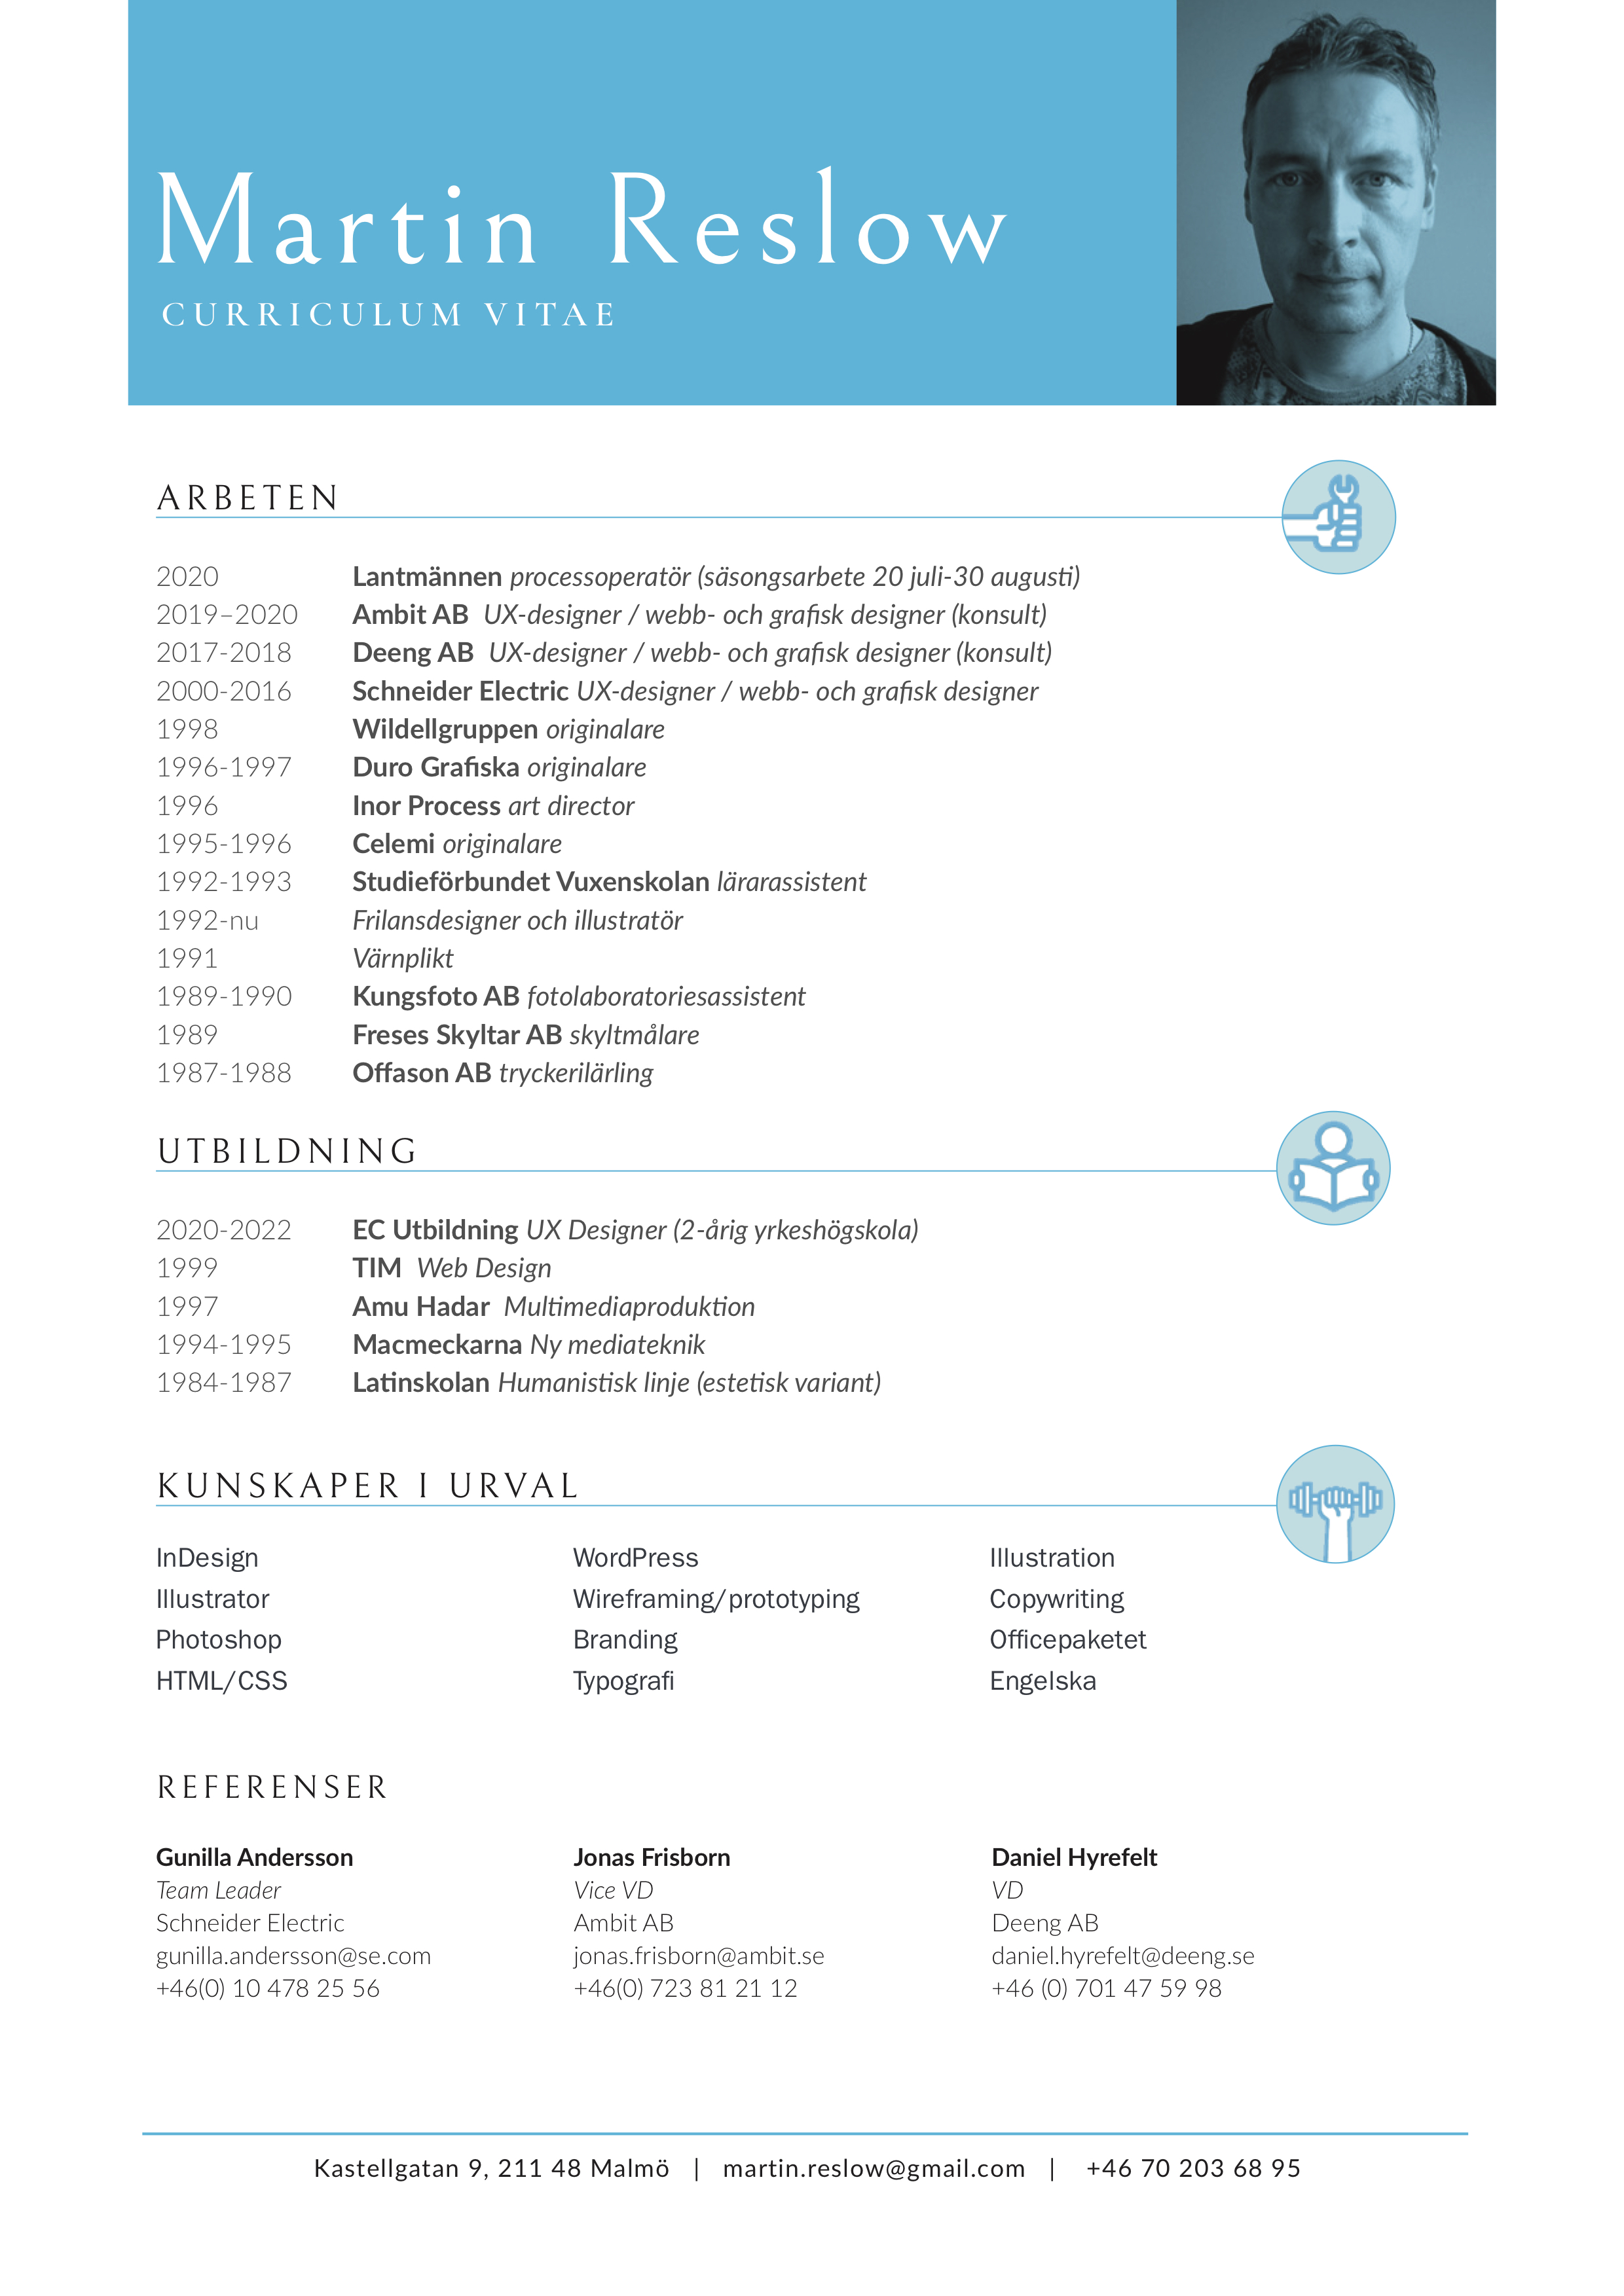 Martin Reslow
CURRICULUM VITAE
ARBETEN
2020 Lantmännen processoperatör (säsongsarbete 20 juli-30 augusti)
2019–2020 Ambit AB UX-designer / webb- och grafisk designer (konsult)
2017-2018 Deeng AB UX-designer / webb- och grafisk designer (konsult)
2000-2016 Schneider Electric UX-designer / webb- och grafisk designer
1998 Wildellgruppen originalare
1996-1997 Duro Grafiska originalare
1996 Inor Process art director
1995-1996 Celemi originalare
1992-1993 Studieförbundet Vuxenskolan lärarassistent
1992-nu Frilansdesigner och illustratör
1991 Värnplikt
1989-1990 Kungsfoto AB fotolaboratoriesassistent
1989 Freses Skyltar AB skyltmålare
1987-1988 Offason AB tryckerilärling
UTBILDNING
2020-2022 EC Utbildning UX Designer (2-årig yrkeshögskola)
1999 TIM Web Design
1997 Amu Hadar Multimediaproduktion
1994-1995 Macmeckarna Ny mediateknik
1984-1987 Latinskolan Humanistisk linje (estetisk variant)
KUNSKAPER I URVAL
InDesign
Illustrator
Photoshop
HTML/CSS
WordPress
Wireframing/prototyping
Branding
Typografi
Illustration
Copywriting
Officepaketet
Engelska
REFERENSER
Gunilla Andersson
Team Leader
Schneider Electric
gunilla.andersson@se.com
+46(0) 10 478 25 56
Jonas Frisborn
Vice VD
Ambit AB
jonas.frisborn@ambit.se
+46(0) 723 81 21 12
Daniel Hyrefelt
VD
Deeng AB
daniel.hyrefelt@deeng.se
+46 (0) 701 47 59 98
Kastellgatan 9, 211 48 Malmö | martin.reslow@gmail.com | +46 70 203 68 95